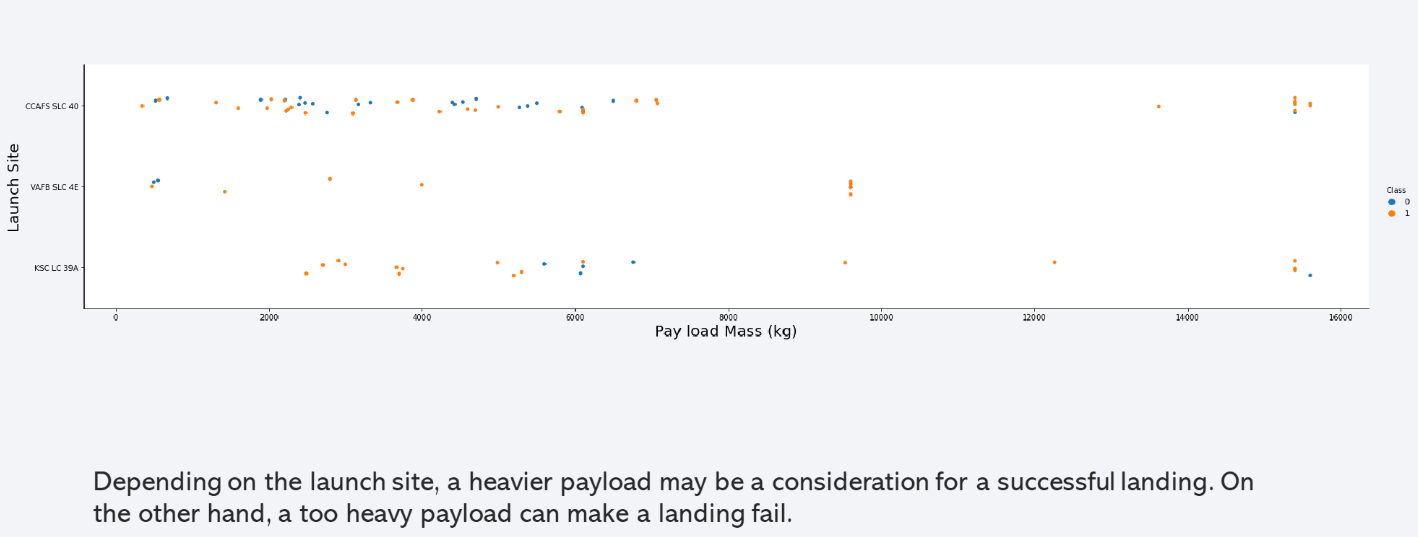 CCAFS SLC 40
VAFB SLC 4E
KSC LC 39A
Launch Site
0 2000 4000 6000 8000 10000 12000 14000 16000
Pay load Mass (kg)
Class
0
1
Depending on the launch site, a heavier payload may be a consideration for a successful landing. On
the other hand, a too heavy payload can make a landing fail.